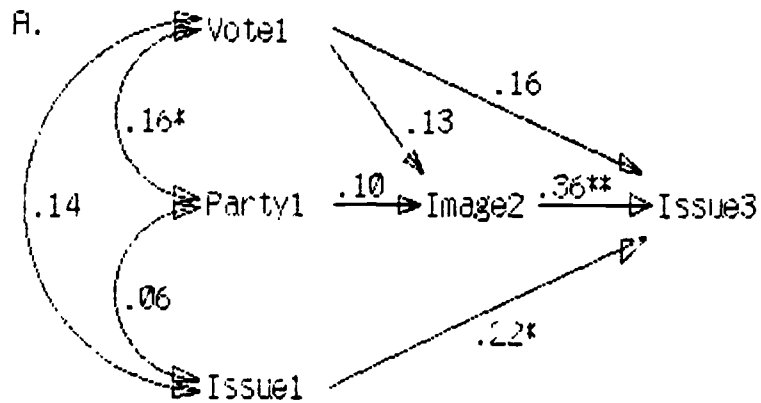 A.
Vote1
.16
.16*
.13
.14
Party1
.10
Image2
.36**
Issue3
.06
.22*
Issue1